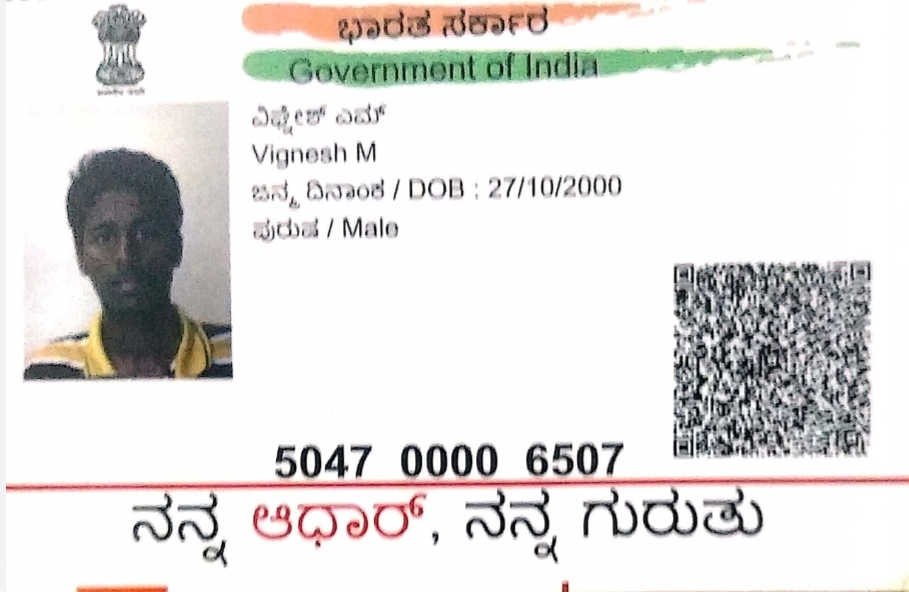 ಭಾರತ ಸರ್ಕಾರ
Government of India
ವಿಘ್ನೇಶ್ ಎಮ್
Vignesh M
ಜನ್ಮ ದಿನಾಂಕ / DOB : 27/10/2000
ಪುರುಷ / Male
5047 0000 6507
ನನ್ನ ಆಧಾರ್, ನನ್ನ ಗುರುತು